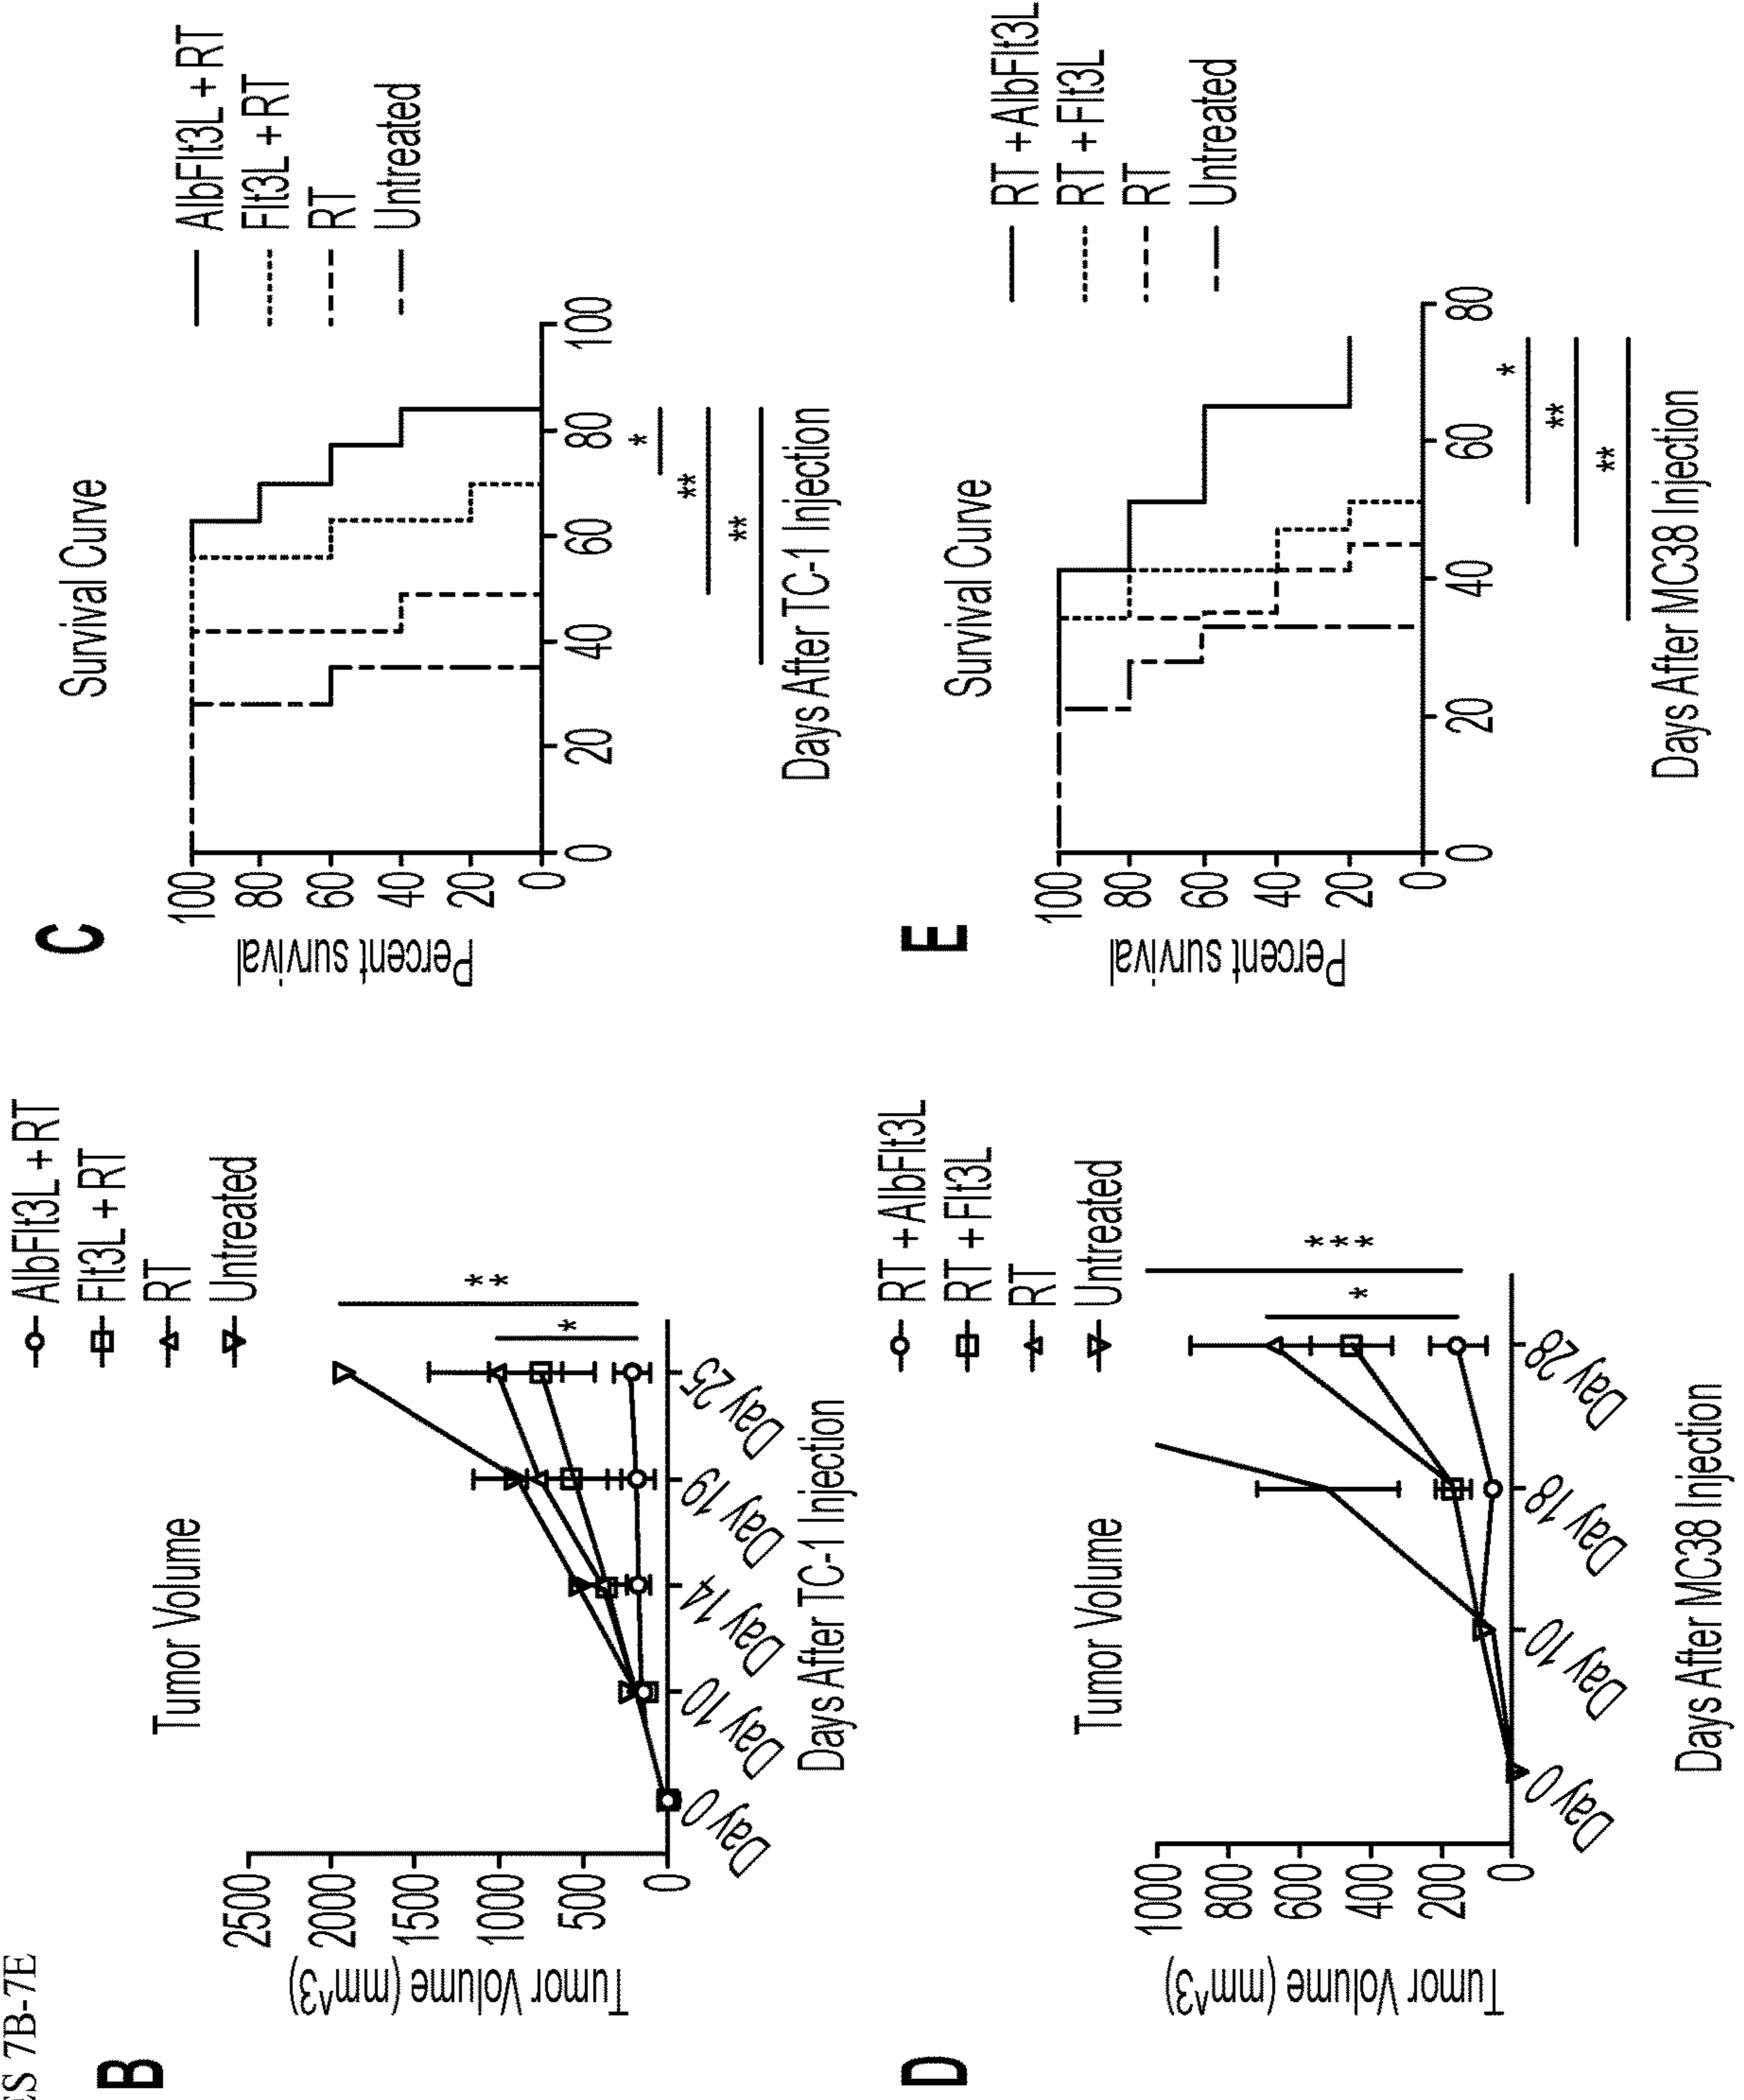 ES 7B-7E
B
AlbFlt3L + RT
Flt3L + RT
RT
Untreated
Tumor Volume
Tumor Volume (mm^3)
2500
2000
1500
1000
500
0
Day 0
Day 10
Day 14
Day 19
Day 25
*
**
Days After TC-1 Injection
C
Survival Curve
AlbFlt3L + RT
Flt3L + RT
RT
Untreated
Percent survival
100
80
60
40
20
0
0
20
40
60
80
100
*
**
**
Days After TC-1 Injection
D
RT + AlbFlt3L
RT + Flt3L
RT
Untreated
Tumor Volume
Tumor Volume (mm^3)
1000
800
600
400
200
0
Day 0
Day 10
Day 18
Day 28
*
***
Days After MC38 Injection
E
Survival Curve
RT + AlbFlt3L
RT + Flt3L
RT
Untreated
Percent survival
100
80
60
40
20
0
0
20
40
60
80
*
**
**
Days After MC38 Injection